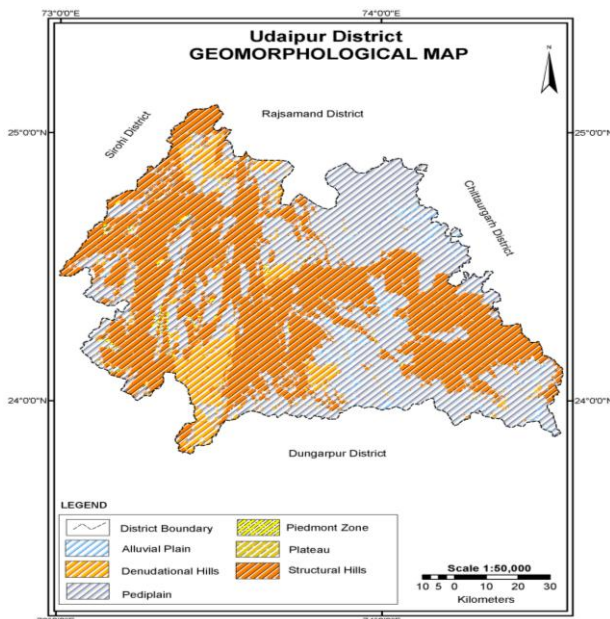 73°0'0"E
74°0'0"E
Udaipur District
GEOMORPHOLOGICAL MAP
N
Rajsamand District
Sirohi District
25°0'0"N
25°0'0"N
Chittaurgarh District
24°0'0"N
24°0'0"N
Dungarpur District
LEGEND
District Boundary
Piedmont Zone
Alluvial Plain
Plateau
Denudational Hills
Structural Hills
Pediplain
Scale 1:50,000
10 5 0 10 20 30
Kilometers